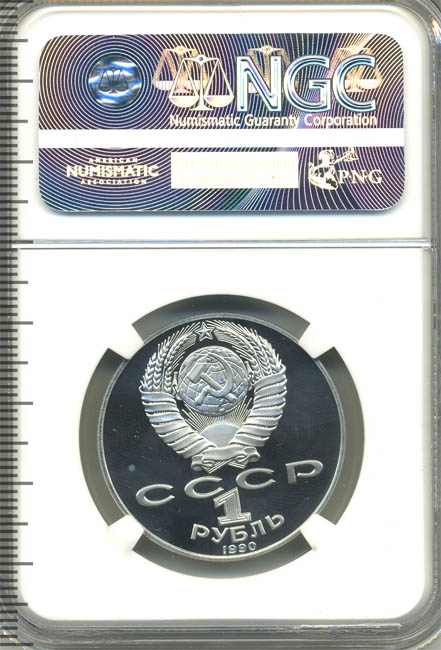 NGC
Numismatic Guaranty Corporation
AMERICAN
NUMISMATIC
ASSOCIATION
PNG
СССР
1
РУБЛЬ
1990